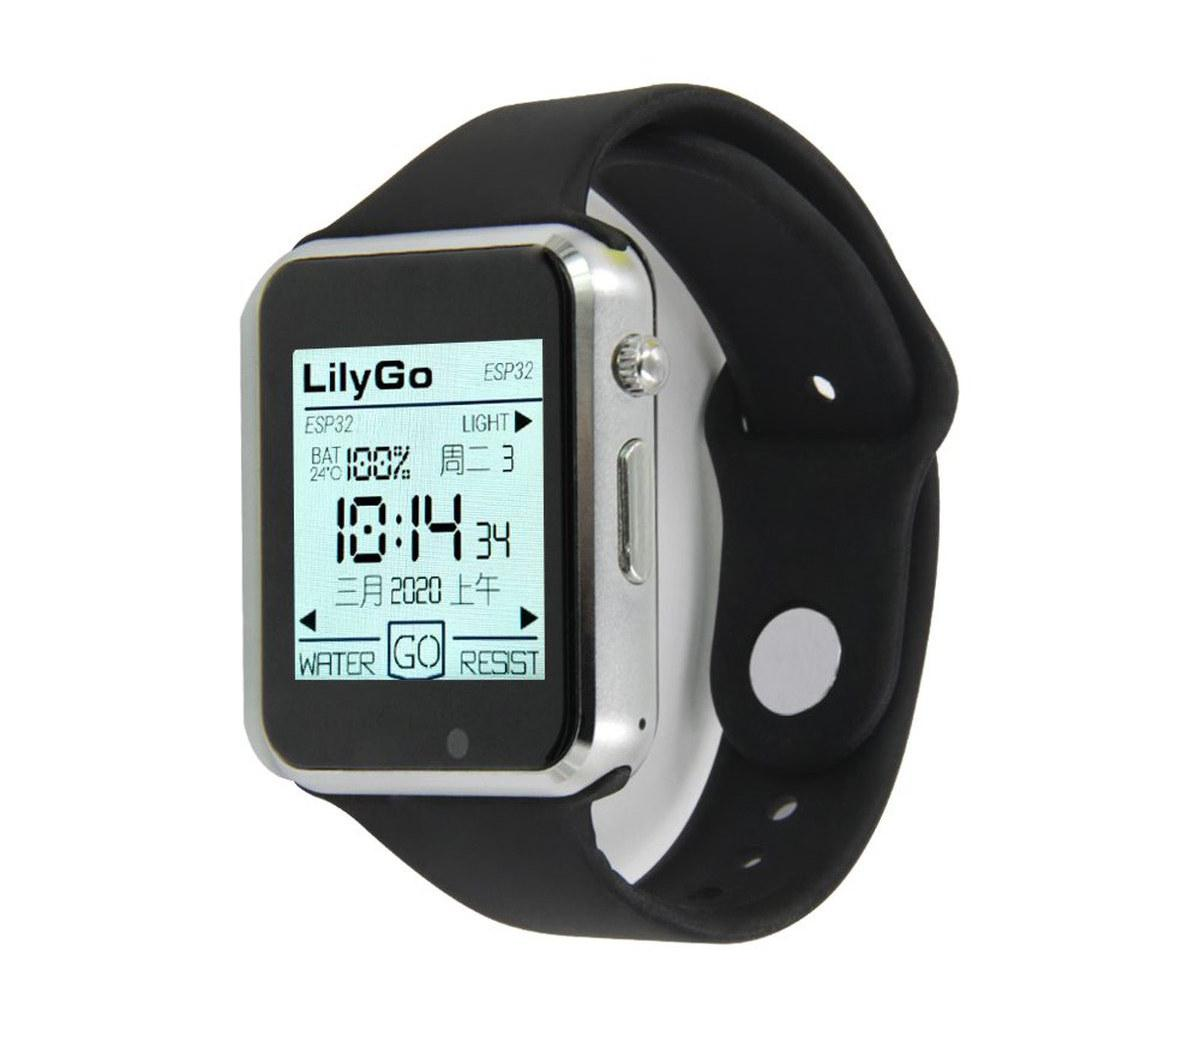 LilyGo ESP32
ESP32 LIGHT
BAT 100% 周二 3
24°C
10:14 34
三月 2020 上午
WATER GO RESIST